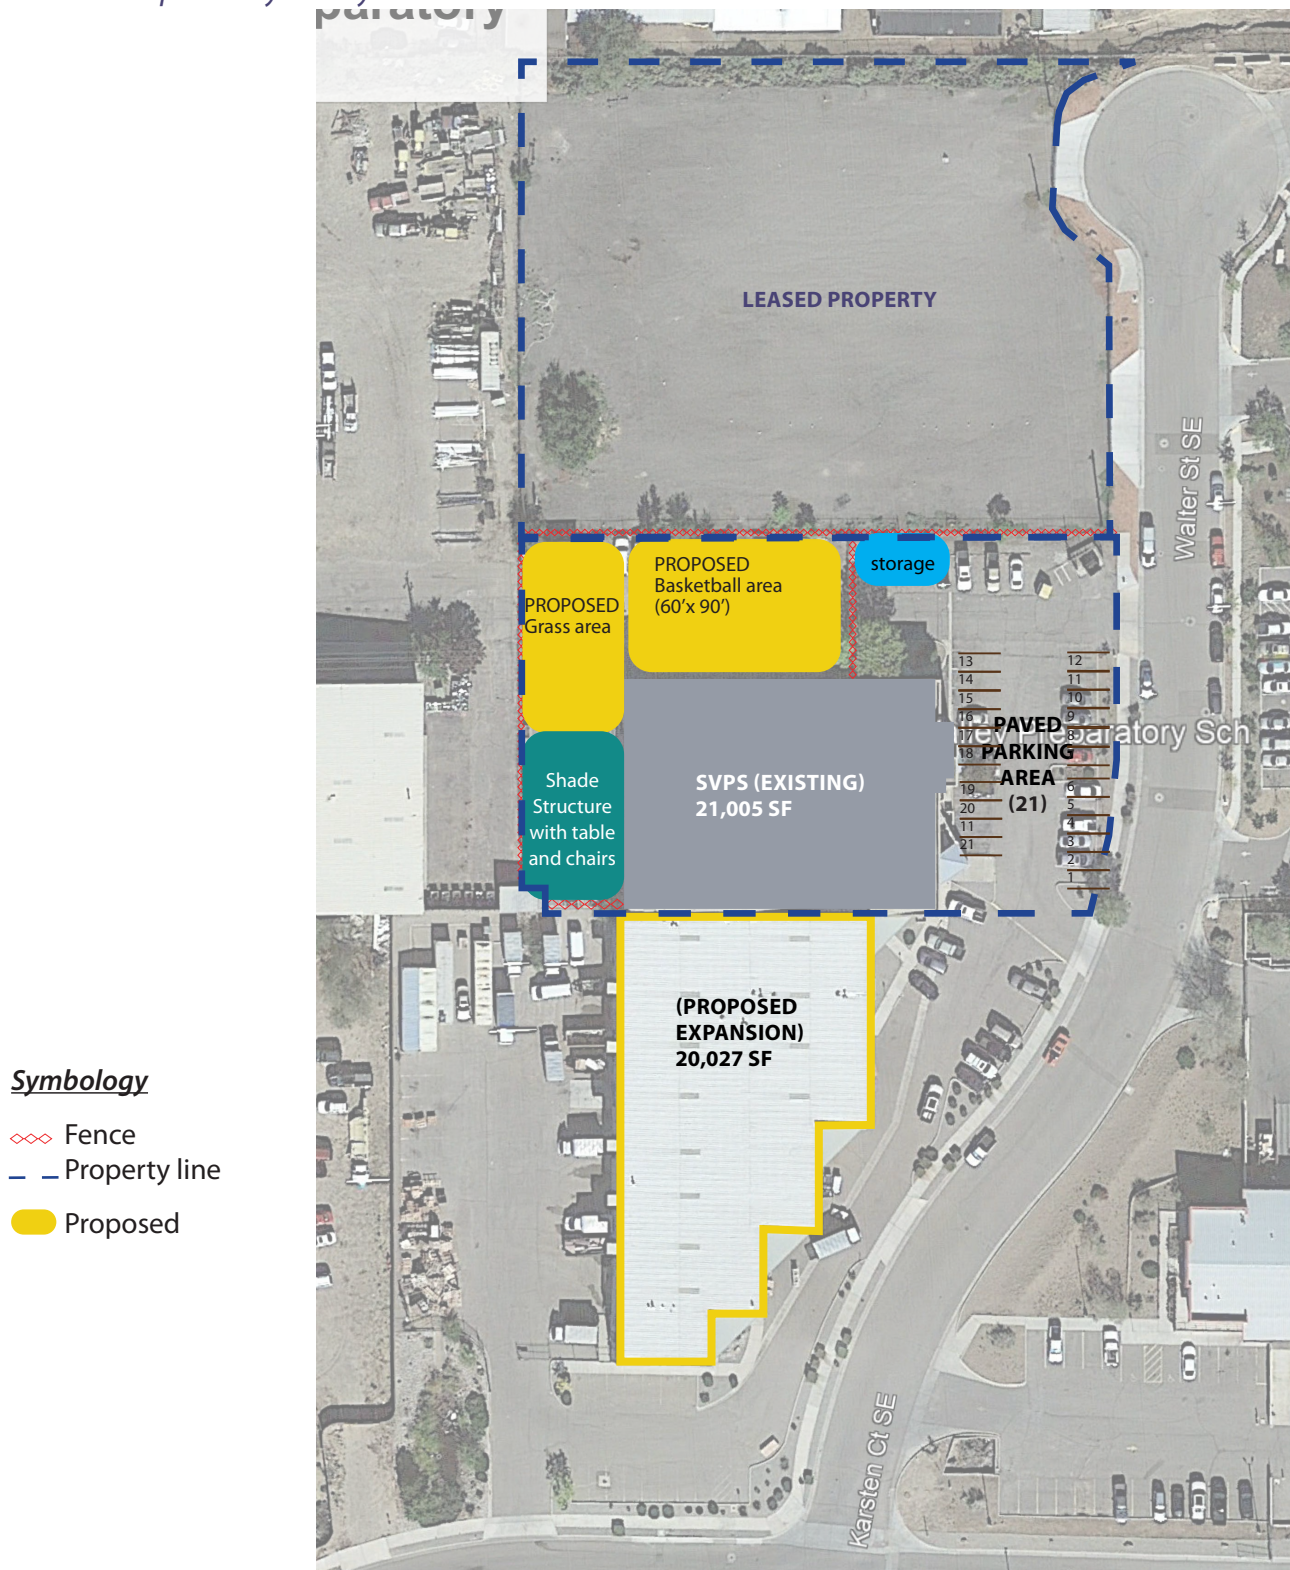 paratory
LEASED PROPERTY
Walter St SE
storage
PROPOSED
Basketball area
(60'x 90')
PROPOSED
Grass area
13
14
15
16
17
18
19
20
11
21
12
11
10
9
8
6
5
4
3
2
1
PAVED
PARKING
AREA
(21)
Preparatory Sch
Shade
Structure
with table
and chairs
SVPS (EXISTING)
21,005 SF
(PROPOSED
EXPANSION)
20,027 SF
Symbology
Fence
Property line
Proposed
Karsten Ct SE